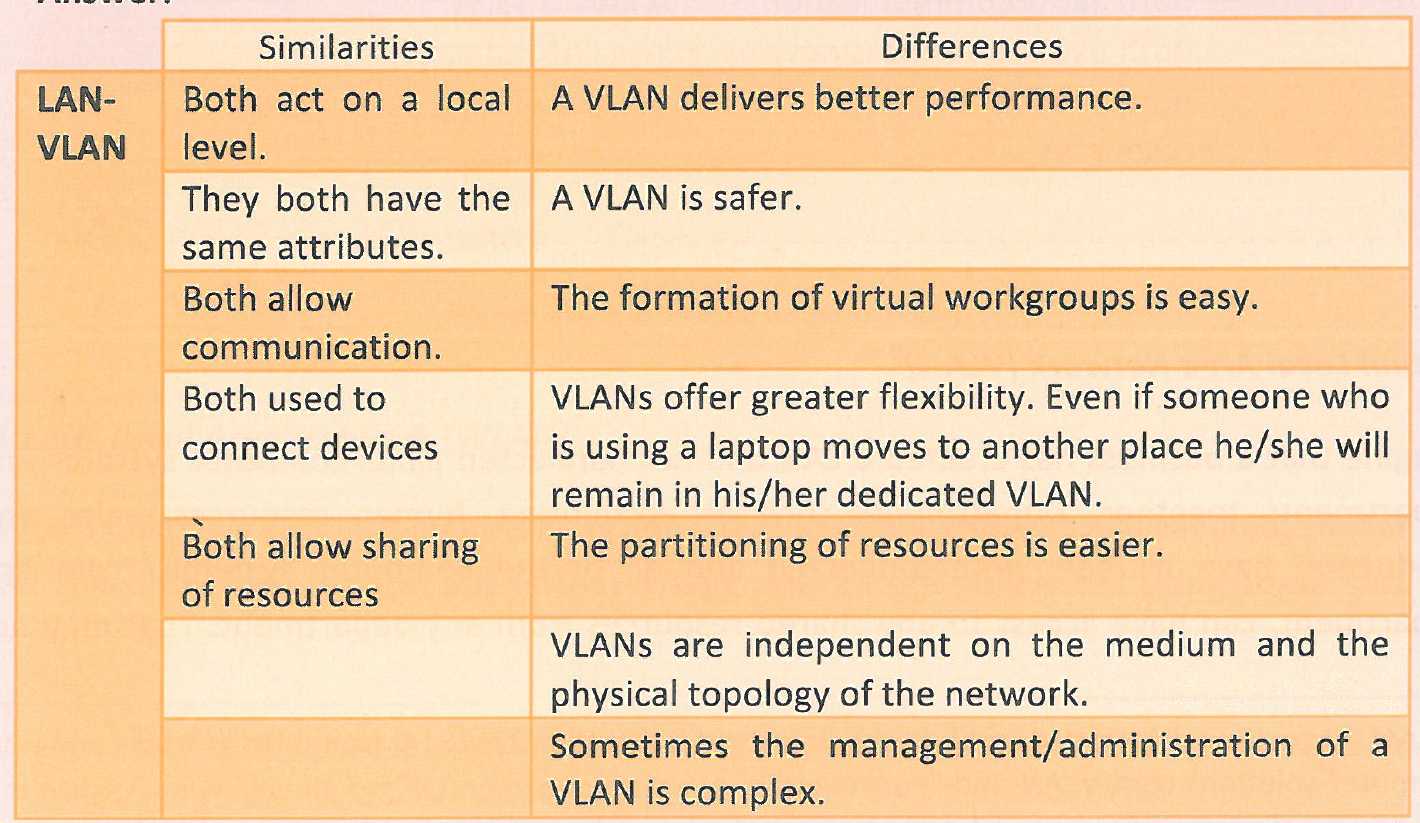 Similarities Differences
LAN- Both act on a local A VLAN delivers better performance.
VLAN level.
They both have the A VLAN is safer.
same attributes.
Both allow The formation of virtual workgroups is easy.
communication.
Both used to VLANs offer greater flexibility. Even if someone who
connect devices is using a laptop moves to another place he/she will
remain in his/her dedicated VLAN.
Both allow sharing The partitioning of resources is easier.
of resources
VLANs are independent on the medium and the
physical topology of the network.
Sometimes the management/administration of a
VLAN is complex.